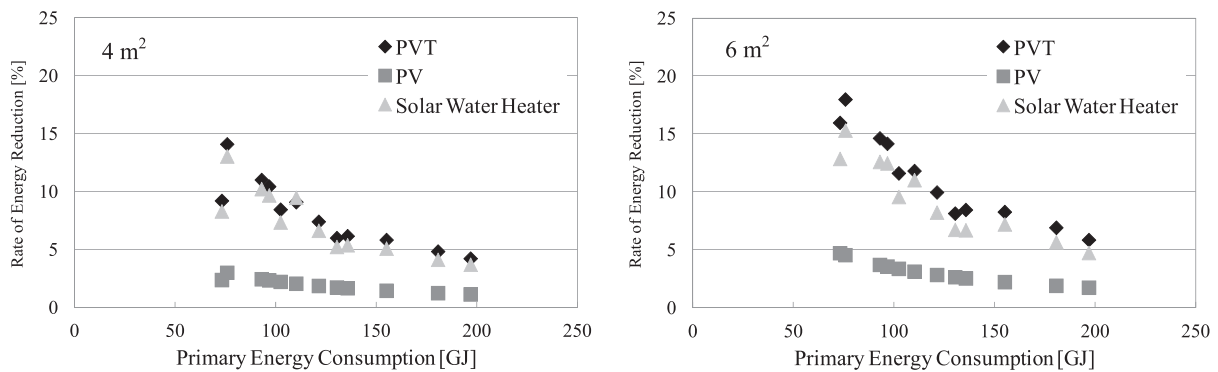 25
20
15
10
5
0
0
50
100
150
200
250
Rate of Energy Reduction [%]
Primary Energy Consumption [GJ]
4 m²
PVT
PV
Solar Water Heater
25
20
15
10
5
0
0
50
100
150
200
250
Rate of Energy Reduction [%]
Primary Energy Consumption [GJ]
6 m²
PVT
PV
Solar Water Heater